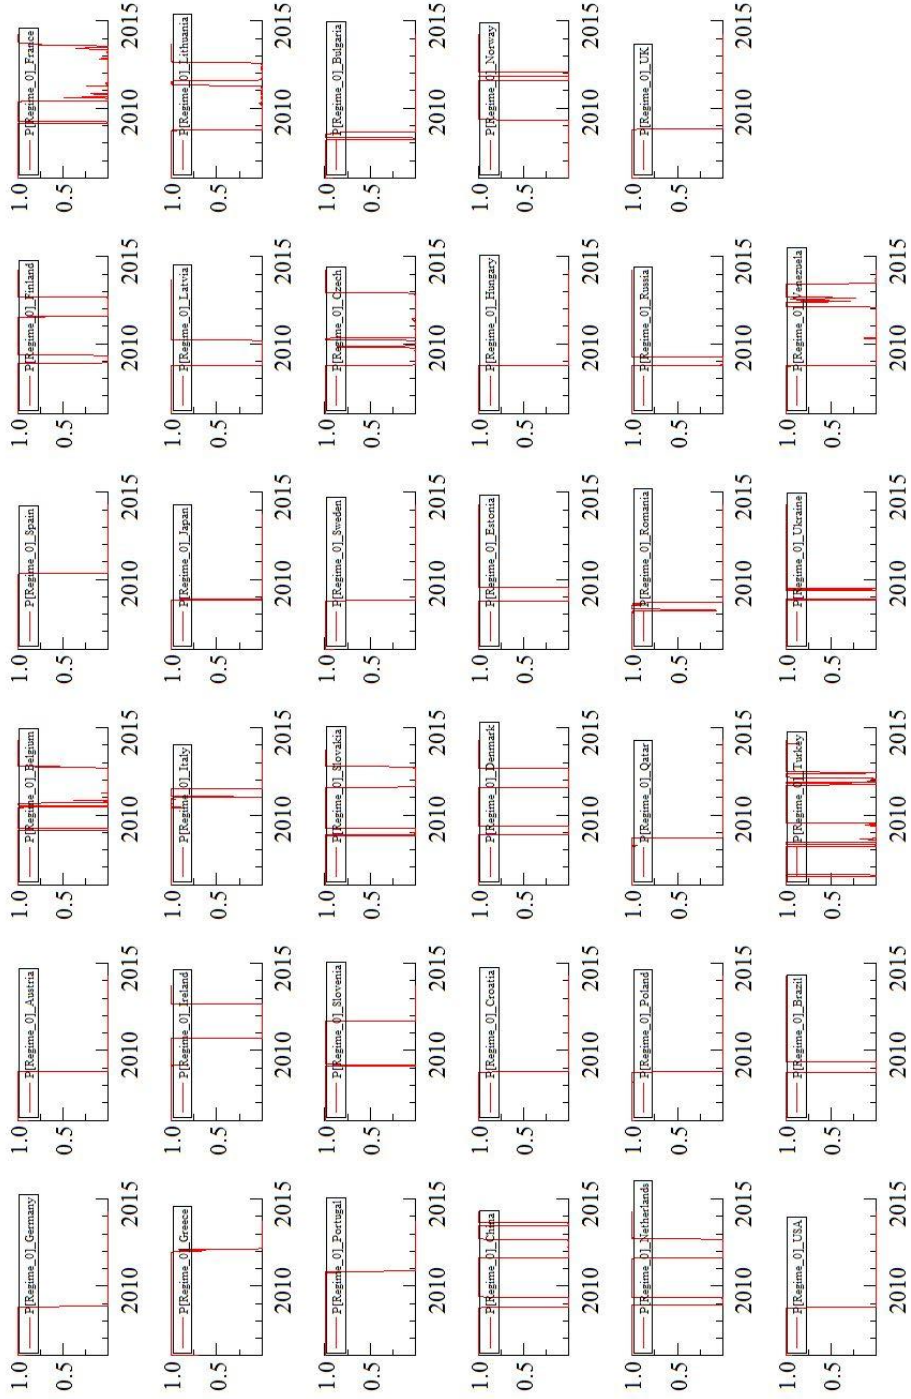 1.0 P[Regime_0]_Germany 1.0 P[Regime_0]_Austria 1.0 P[Regime_0]_Belgium 1.0 P[Regime_0]_Spain 1.0 P[Regime_0]_Finland 1.0 P[Regime_0]_France
0.5 0.5 0.5 0.5 0.5 0.5
2010 2015 2010 2015 2010 2015 2010 2015 2010 2015 2010 2015
1.0 P[Regime_0]_Greece 1.0 P[Regime_0]_Ireland 1.0 P[Regime_0]_Italy 1.0 P[Regime_0]_Japan 1.0 P[Regime_0]_Latvia 1.0 P[Regime_0]_Lithuania
0.5 0.5 0.5 0.5 0.5 0.5
2010 2015 2010 2015 2010 2015 2010 2015 2010 2015 2010 2015
1.0 P[Regime_0]_Portugal 1.0 P[Regime_0]_Slovenia 1.0 P[Regime_0]_Slovakia 1.0 P[Regime_0]_Sweden 1.0 P[Regime_0]_Czech 1.0 P[Regime_0]_Bulgaria
0.5 0.5 0.5 0.5 0.5 0.5
2010 2015 2010 2015 2010 2015 2010 2015 2010 2015 2010 2015
1.0 P[Regime_0]_China 1.0 P[Regime_0]_Croatia 1.0 P[Regime_0]_Denmark 1.0 P[Regime_0]_Estonia 1.0 P[Regime_0]_Hungary 1.0 P[Regime_0]_Norway
0.5 0.5 0.5 0.5 0.5 0.5
2010 2015 2010 2015 2010 2015 2010 2015 2010 2015 2010 2015
1.0 P[Regime_0]_Netherlands 1.0 P[Regime_0]_Poland 1.0 P[Regime_0]_Qatar 1.0 P[Regime_0]_Romania 1.0 P[Regime_0]_Russia 1.0 P[Regime_0]_UK
0.5 0.5 0.5 0.5 0.5 0.5
2010 2015 2010 2015 2010 2015 2010 2015 2010 2015 2010 2015
1.0 P[Regime_0]_USA 1.0 P[Regime_0]_Brazil 1.0 P[Regime_0]_Turkey 1.0 P[Regime_0]_Ukraine 1.0 P[Regime_0]_Venezuela
0.5 0.5 0.5 0.5 0.5
2010 2015 2010 2015 2010 2015 2010 2015 2010 2015